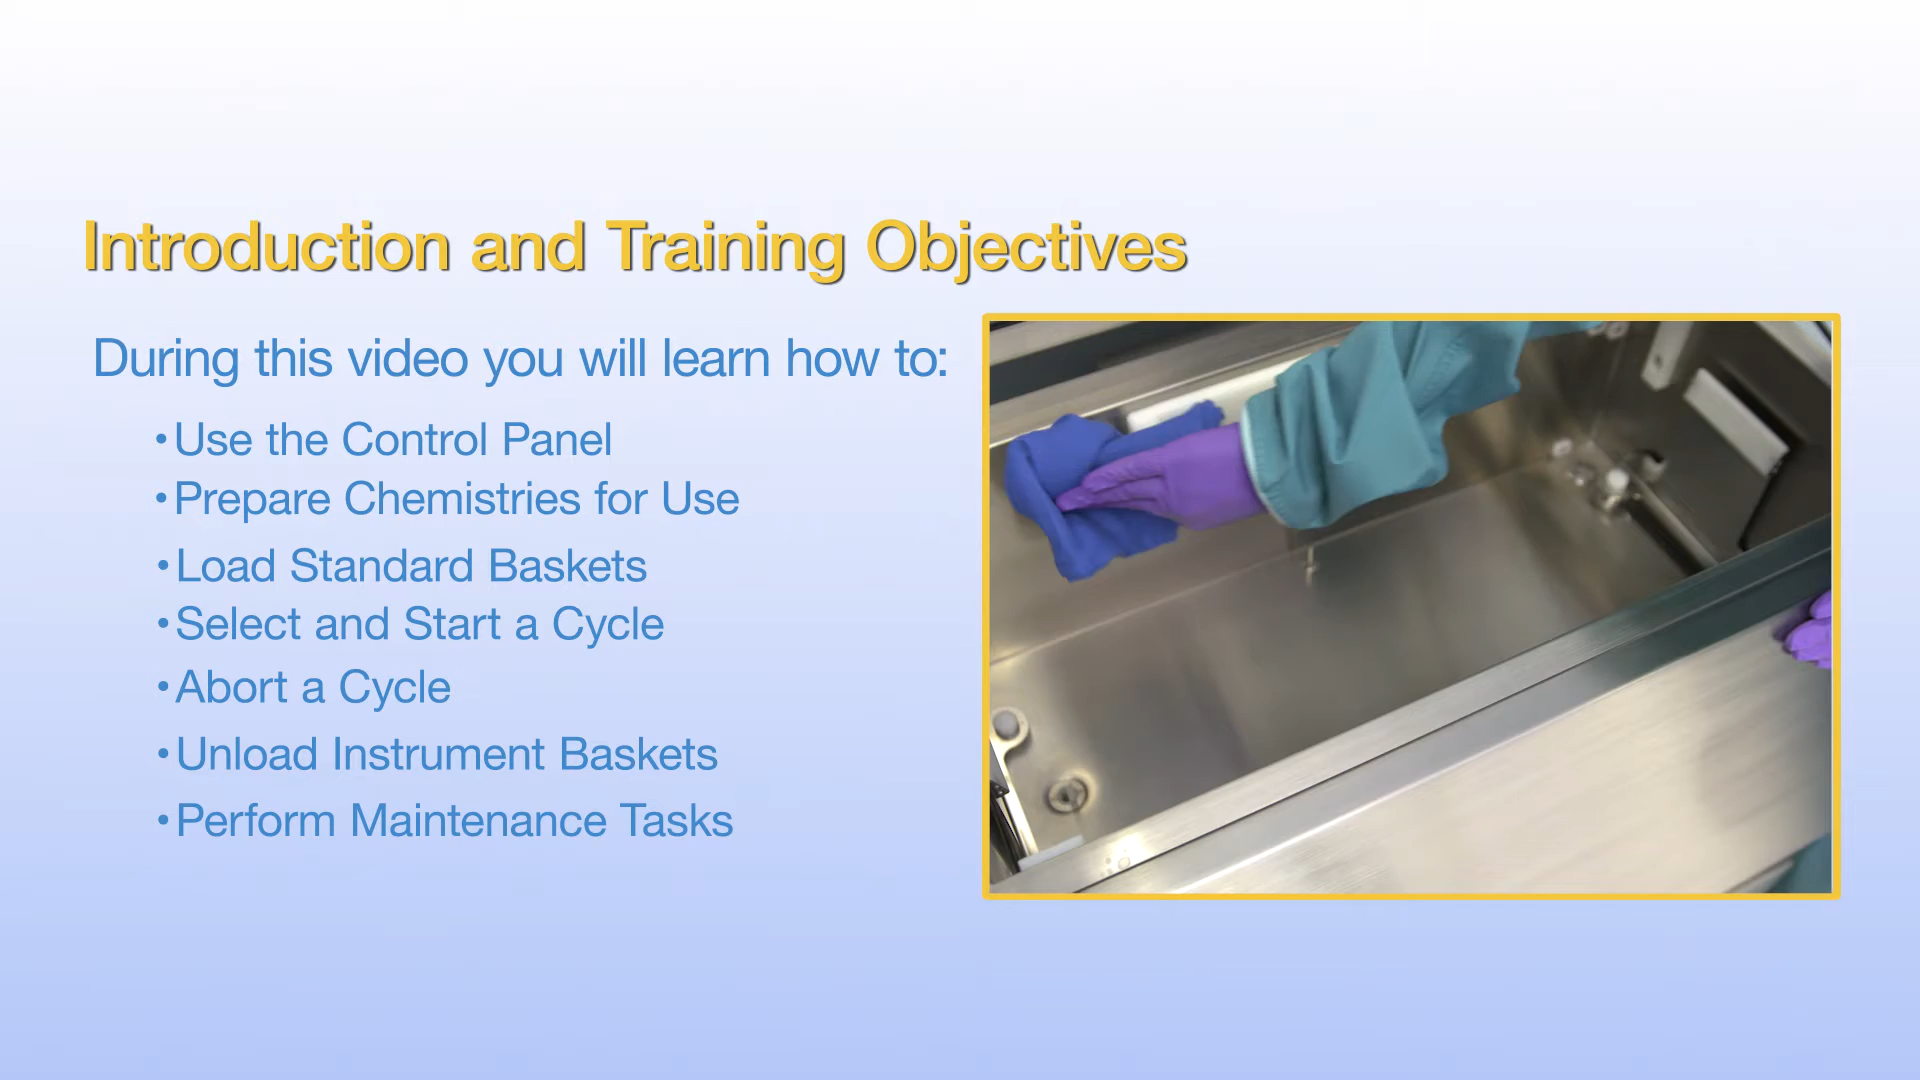 Introduction and Training Objectives
During this video you will learn how to:
• Use the Control Panel
• Prepare Chemistries for Use
• Load Standard Baskets
• Select and Start a Cycle
• Abort a Cycle
• Unload Instrument Baskets
• Perform Maintenance Tasks